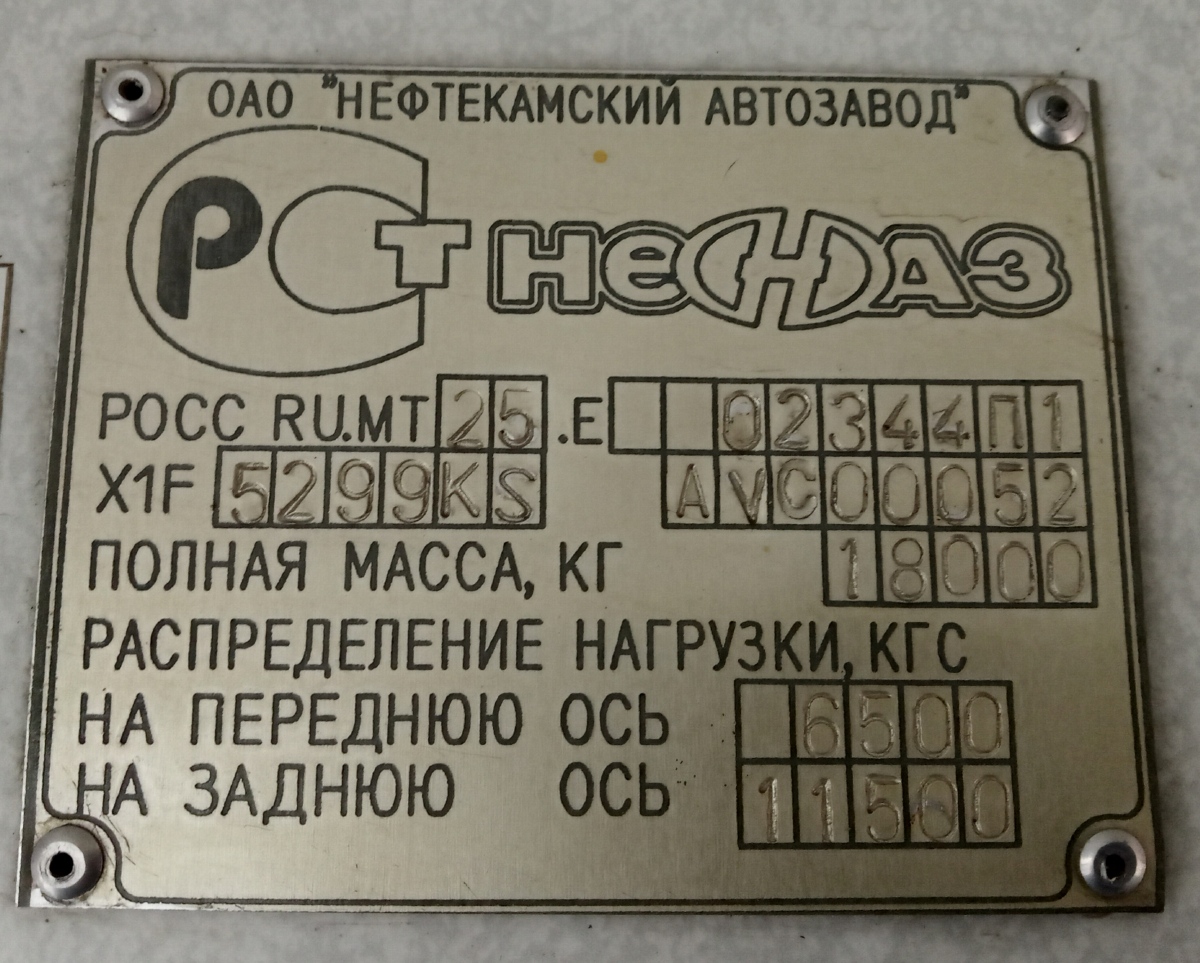 ОАО "НЕФТЕКАМСКИЙ АВТОЗАВОД"
РСТ НЕФАЗ
РОСС RU.МТ 25 .Е 02344П1
X1F 5299KS AVC00052
ПОЛНАЯ МАССА, КГ 18000
РАСПРЕДЕЛЕНИЕ НАГРУЗКИ, КГС
НА ПЕРЕДНЮЮ ОСЬ 6500
НА ЗАДНЮЮ ОСЬ 11500